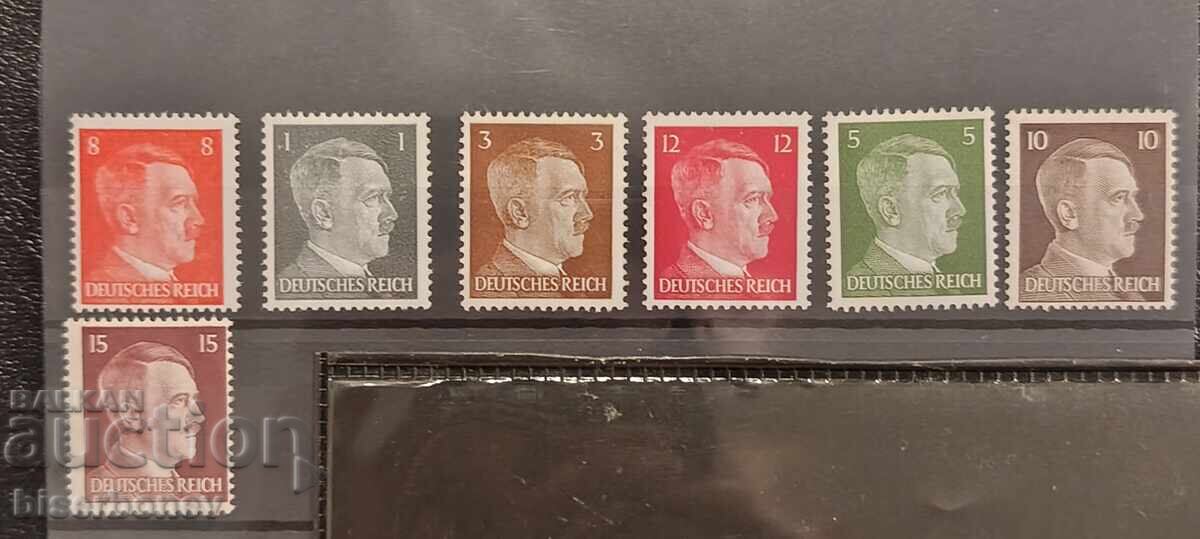 8 8
DEUTSCHES REICH
1 1
DEUTSCHES REICH
3 3
DEUTSCHES REICH
12 12
DEUTSCHES REICH
5 5
DEUTSCHES REICH
10 10
DEUTSCHES REICH
15 15
DEUTSCHES REICH
BALKAN
auction
biserbonev